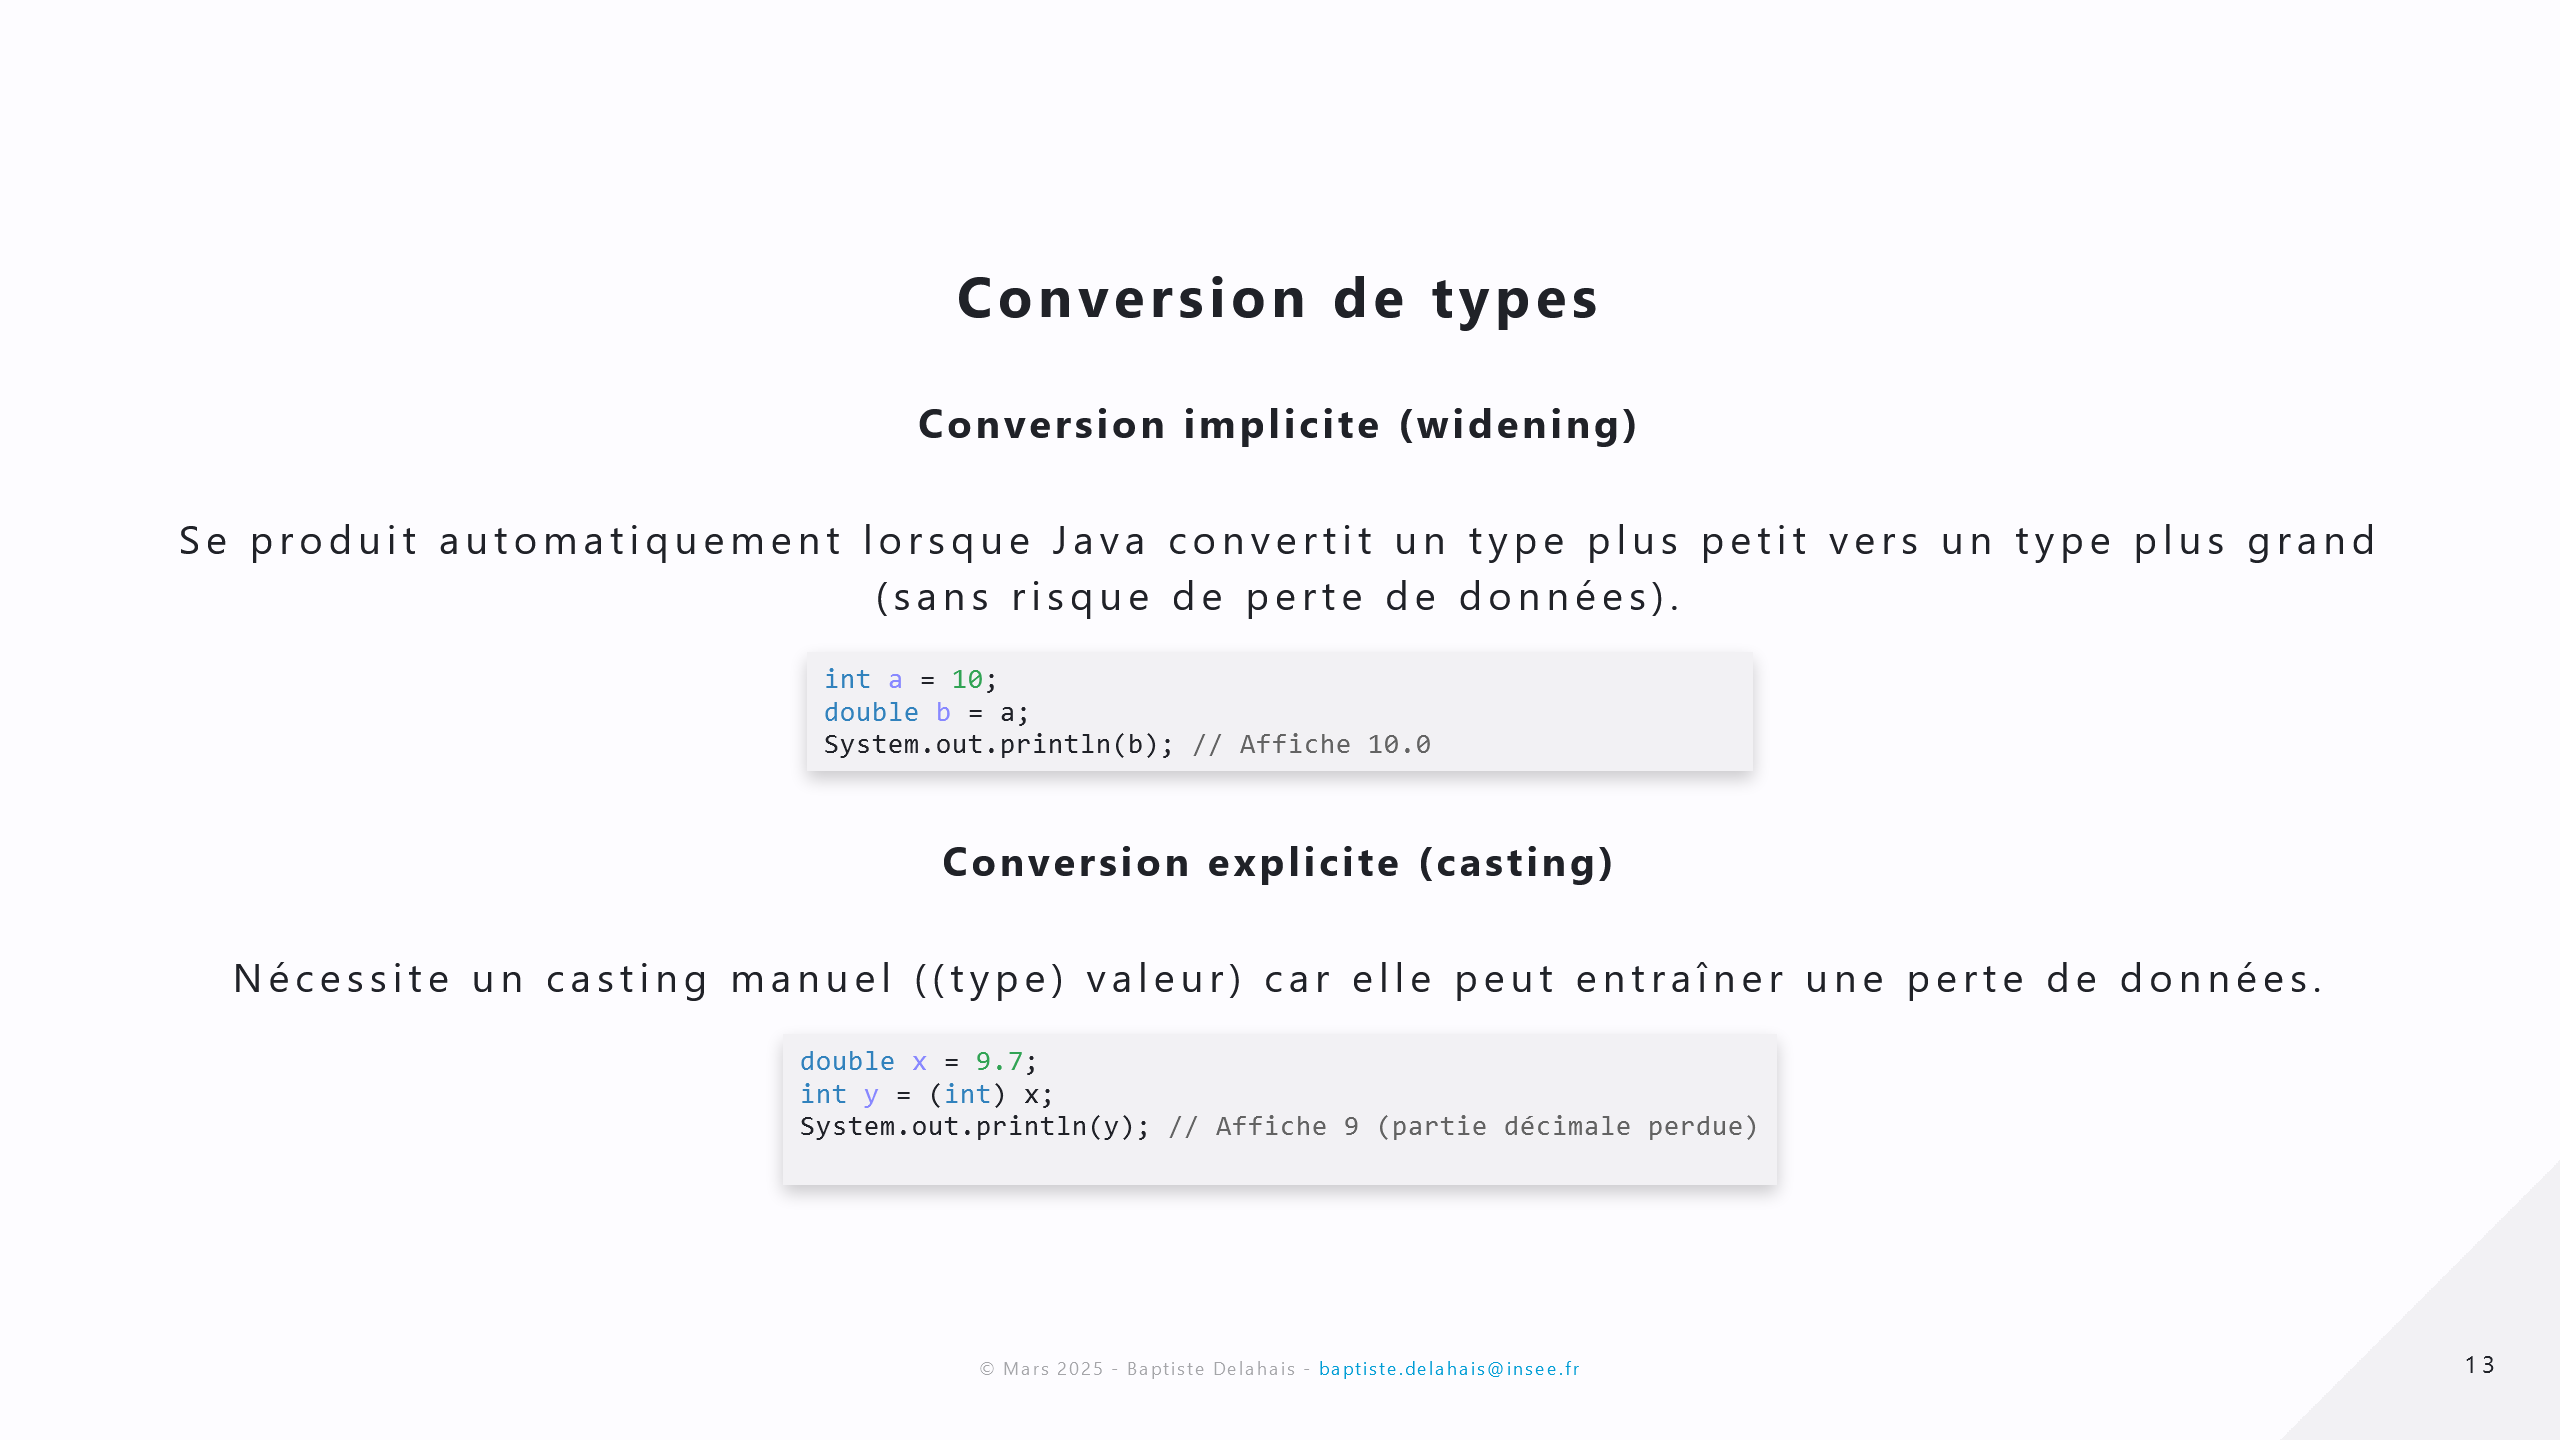 Conversion de types
Conversion implicite (widening)
Se produit automatiquement lorsque Java convertit un type plus petit vers un type plus grand
(sans risque de perte de données).
int a = 10;
double b = a;
System.out.println(b); // Affiche 10.0
Conversion explicite (casting)
Nécessite un casting manuel ((type) valeur) car elle peut entraîner une perte de données.
double x = 9.7;
int y = (int) x;
System.out.println(y); // Affiche 9 (partie décimale perdue)
© Mars 2025 - Baptiste Delahais - baptiste.delahais@insee.fr
13